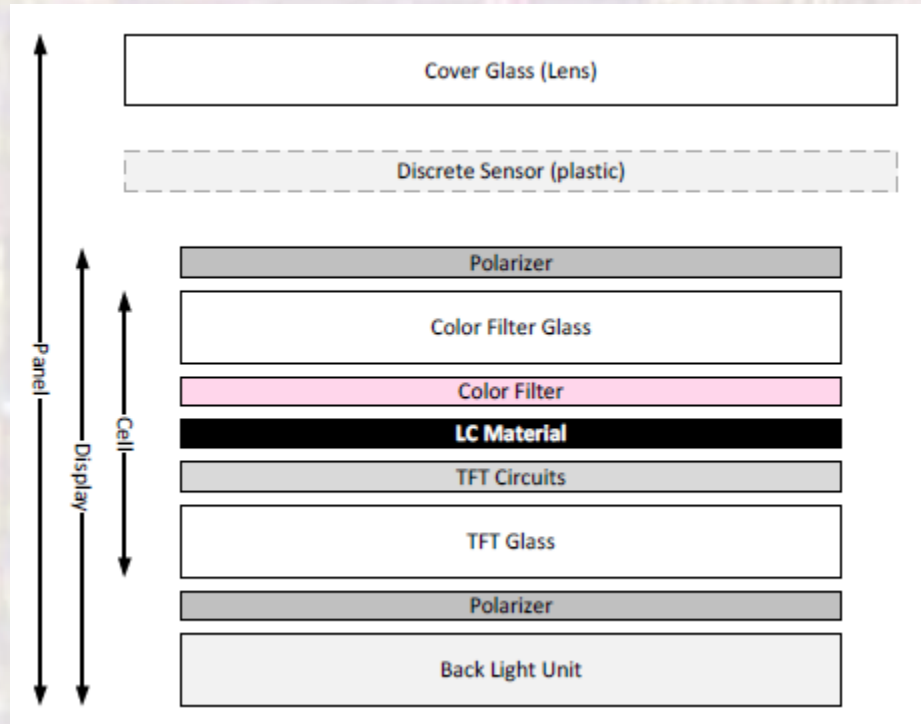 Cover Glass (Lens)
Discrete Sensor (plastic)
Polarizer
Color Filter Glass
Color Filter
LC Material
TFT Circuits
TFT Glass
Polarizer
Back Light Unit
Panel
Display
Cell